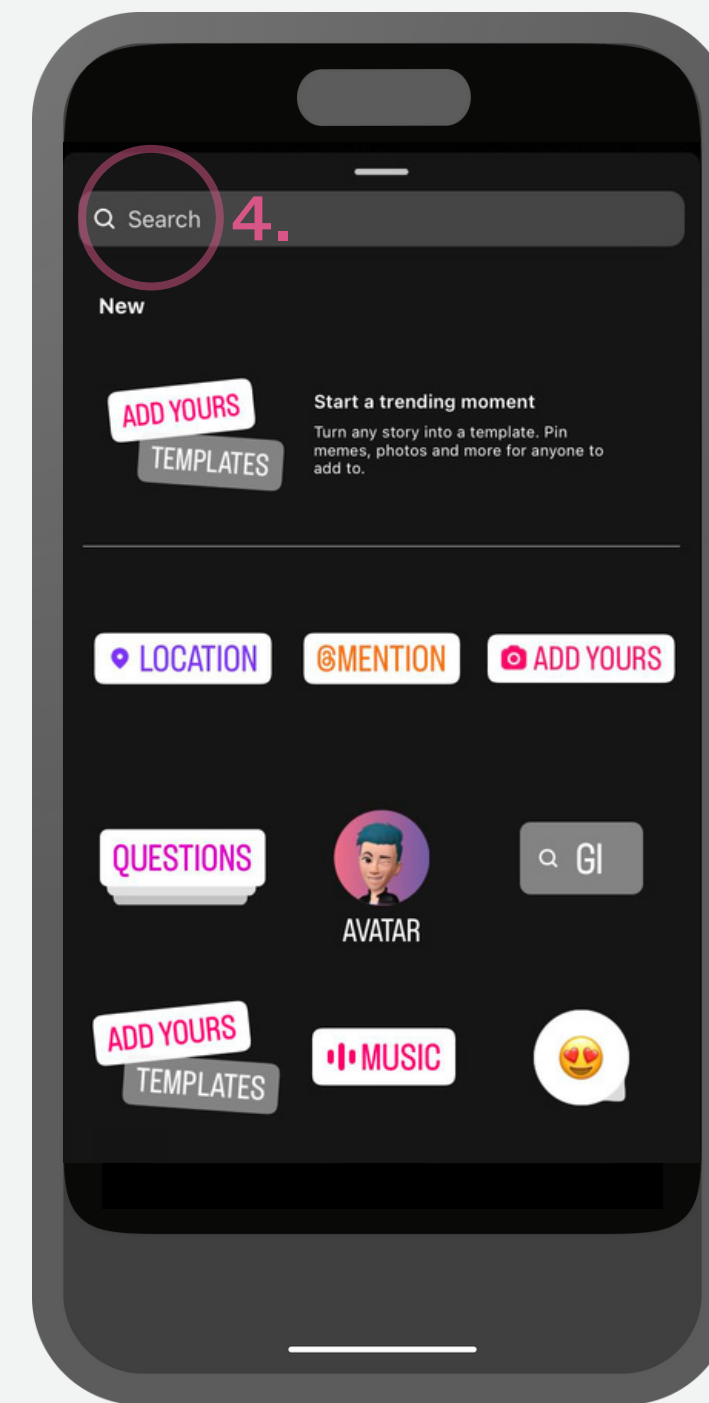 Search 4.
New
ADD YOURS
TEMPLATES
Start a trending moment
Turn any story into a template. Pin
memes, photos and more for anyone to
add to.
LOCATION @MENTION ADD YOURS
QUESTIONS
AVATAR
GI
ADD YOURS
TEMPLATES
MUSIC